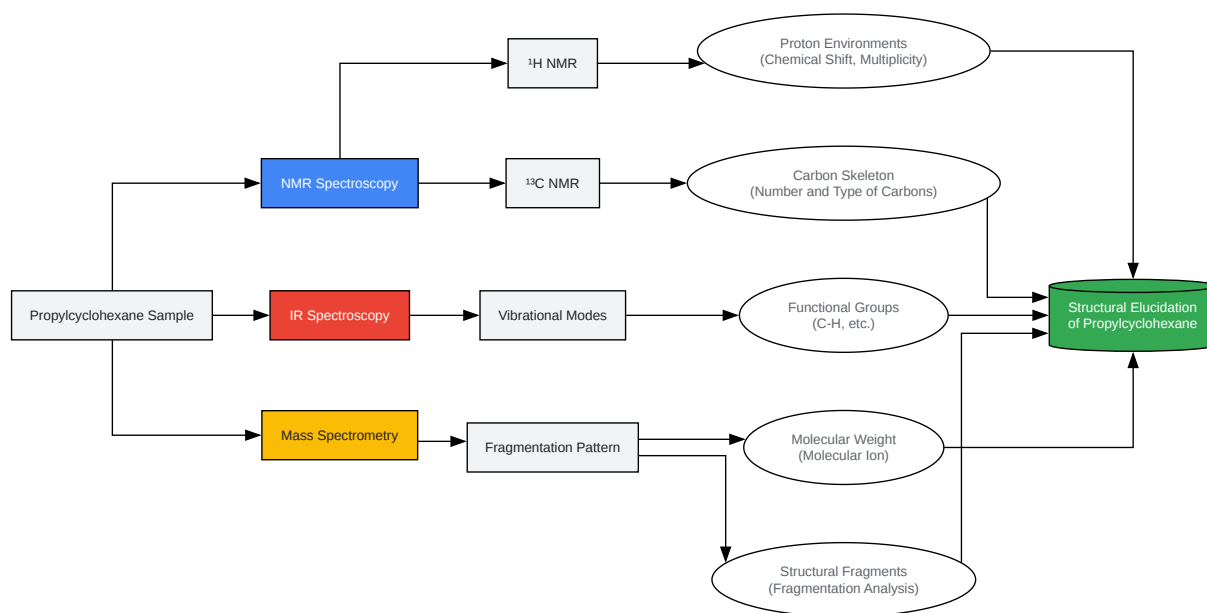 Proton Environments
(Chemical Shift, Multiplicity)
¹H NMR
NMR Spectroscopy
¹³C NMR
Carbon Skeleton
(Number and Type of Carbons)
Propylcyclohexane Sample
IR Spectroscopy
Vibrational Modes
Functional Groups
(C-H, etc.)
Structural Elucidation
of Propylcyclohexane
Mass Spectrometry
Fragmentation Pattern
Molecular Weight
(Molecular Ion)
Structural Fragments
(Fragmentation Analysis)